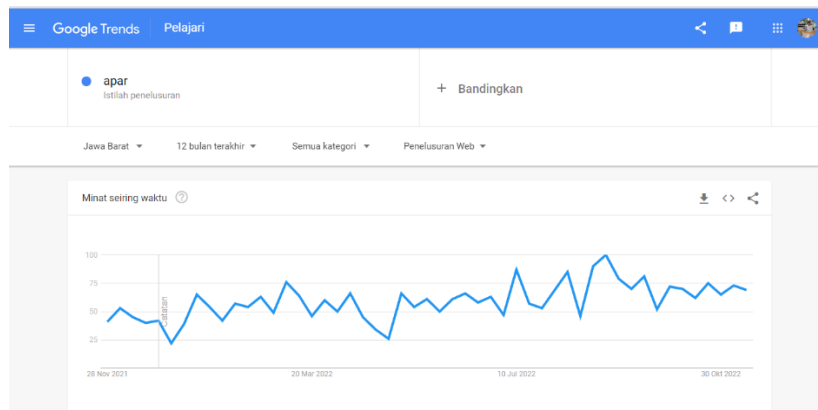 Google Trends Pelajari
apar
Istilah penelusuran
+ Bandingkan
Jawa Barat 12 bulan terakhir Semua kategori Penelusuran Web
Minat seiring waktu ?
100
75
50
25
Catatan
28 Nov 2021 20 Mar 2022 10 Jul 2022 30 Okt 2022